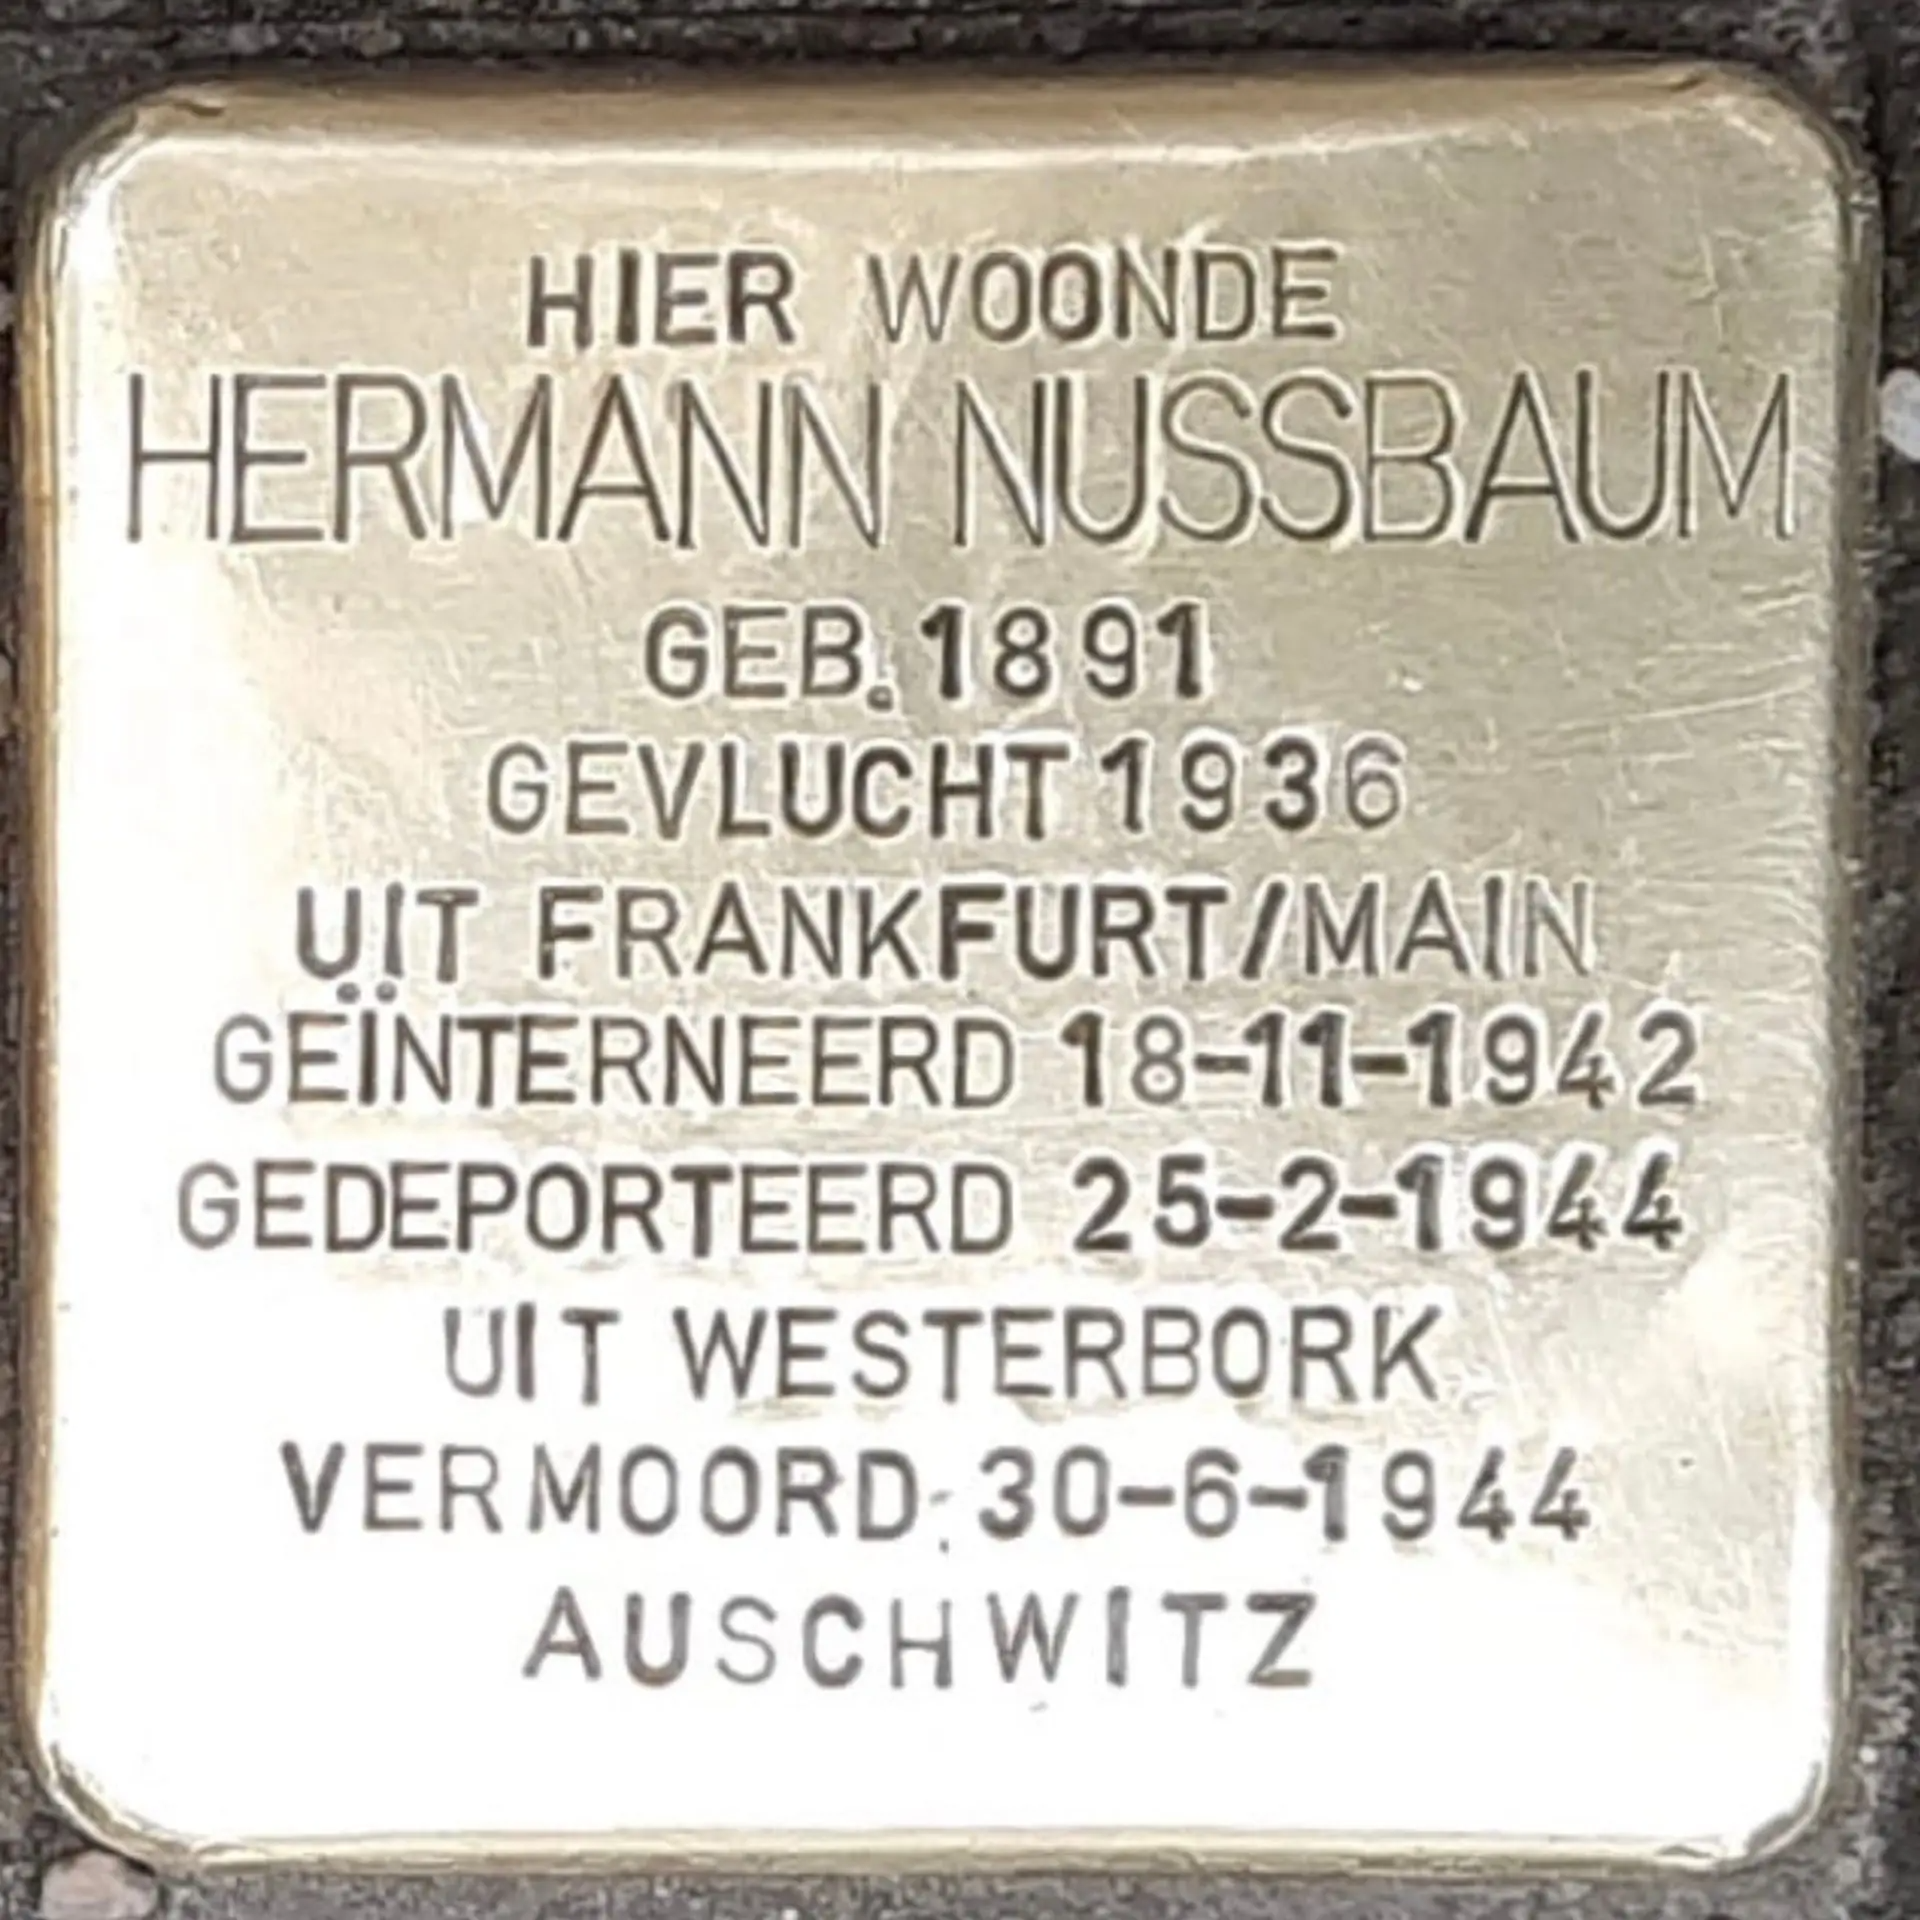 HIER WOONDE
HERMANN NUSSBAUM
GEB. 1891
GEVLUCHT 1936
UIT FRANKFURT/MAIN
GEÏNTERNEERD 18-11-1942
GEDEPORTEERD 25-2-1944
UIT WESTERBORK
VERMOORD 30-6-1944
AUSCHWITZ